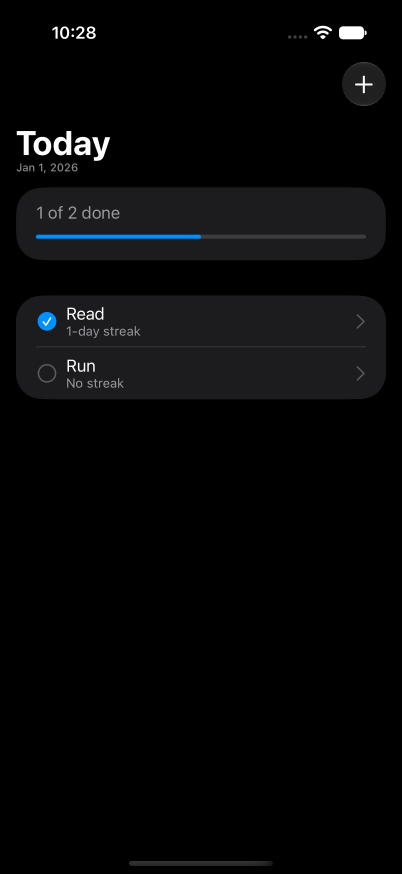 10:28
Today
Jan 1, 2026
1 of 2 done
Read
1-day streak
Run
No streak